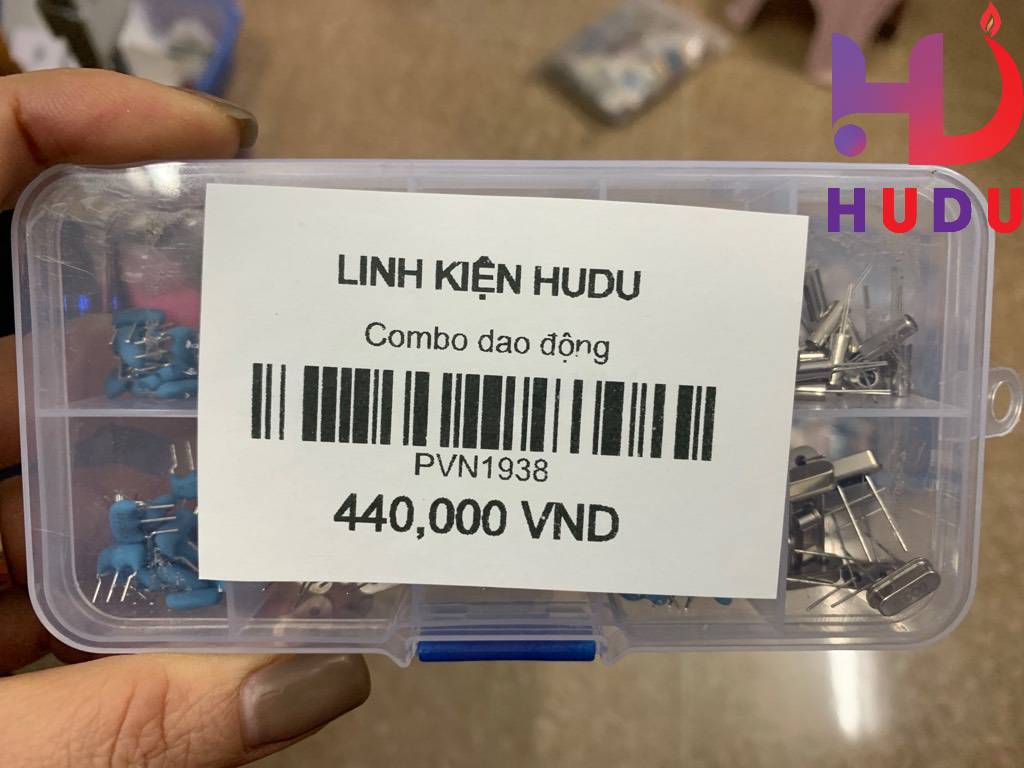 HUDU
LINH KIỆN HUDU
Combo dao động
PVN1938
440,000 VND